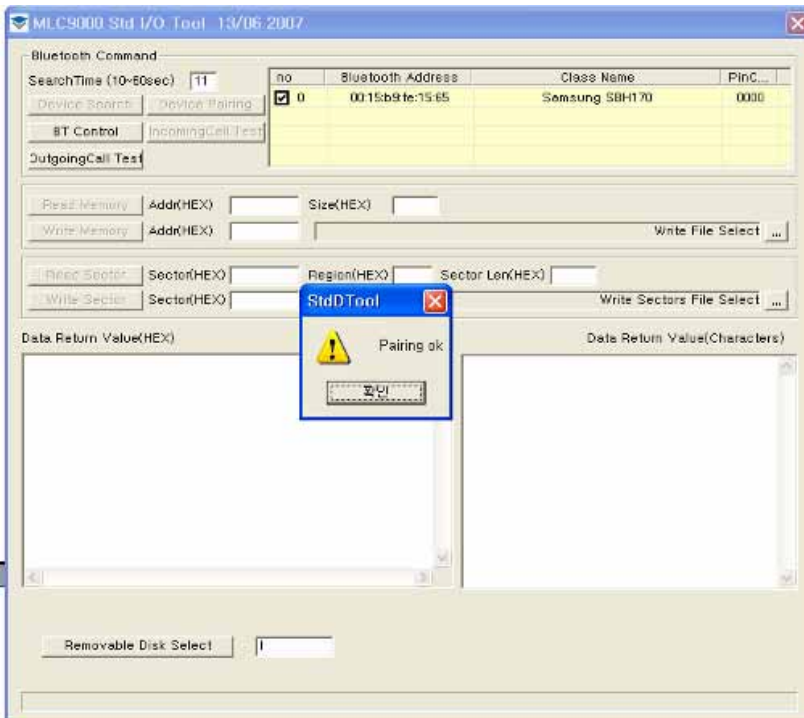 MLC9000 Std I/O Tool 13/06 2007
Bluetooth Command
SearchTime (10~60sec) 11
Device Search Device Pairing
BT Control IncomingCall Test
OutgoingCall Test
no Bluetooth Address Class Name PinC...
0 00:15:b9:fe:15:65 Samsung SBH170 0000
Read Memory Addr(HEX) Size(HEX)
Write Memory Addr(HEX) Write File Select ...
Read Sector Sector(HEX) Region(HEX) Sector Len(HEX)
Write Sector Sector(HEX) Write Sectors File Select ...
StdDTool
Pairing ok
확인
Data Return Value(HEX) Data Return Value(Characters)
Removable Disk Select I